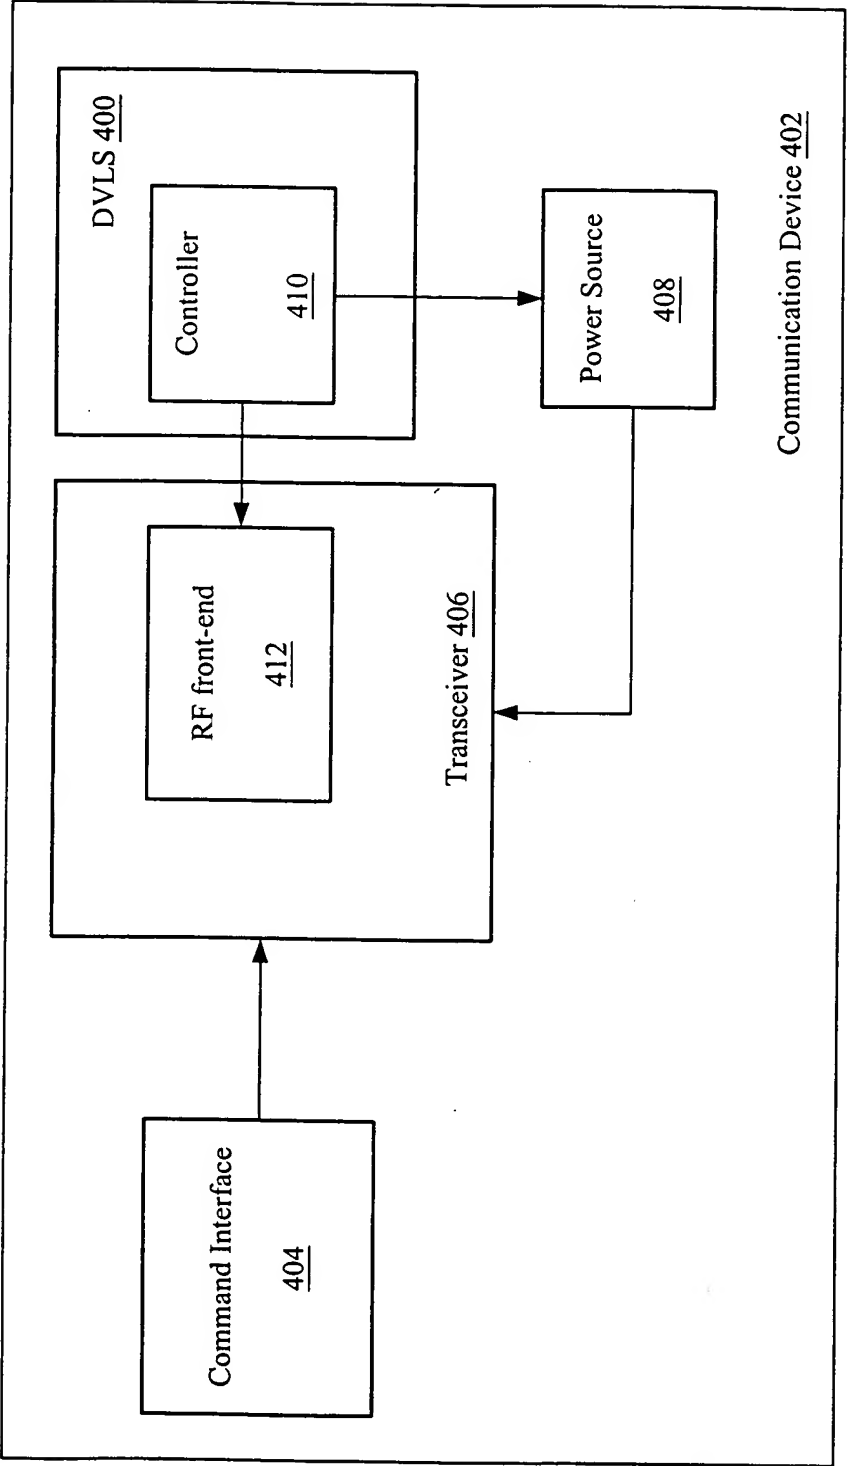 Command Interface
404
RF front-end
412
Transceiver 406
DVLS 400
Controller
410
Power Source
408
Communication Device 402